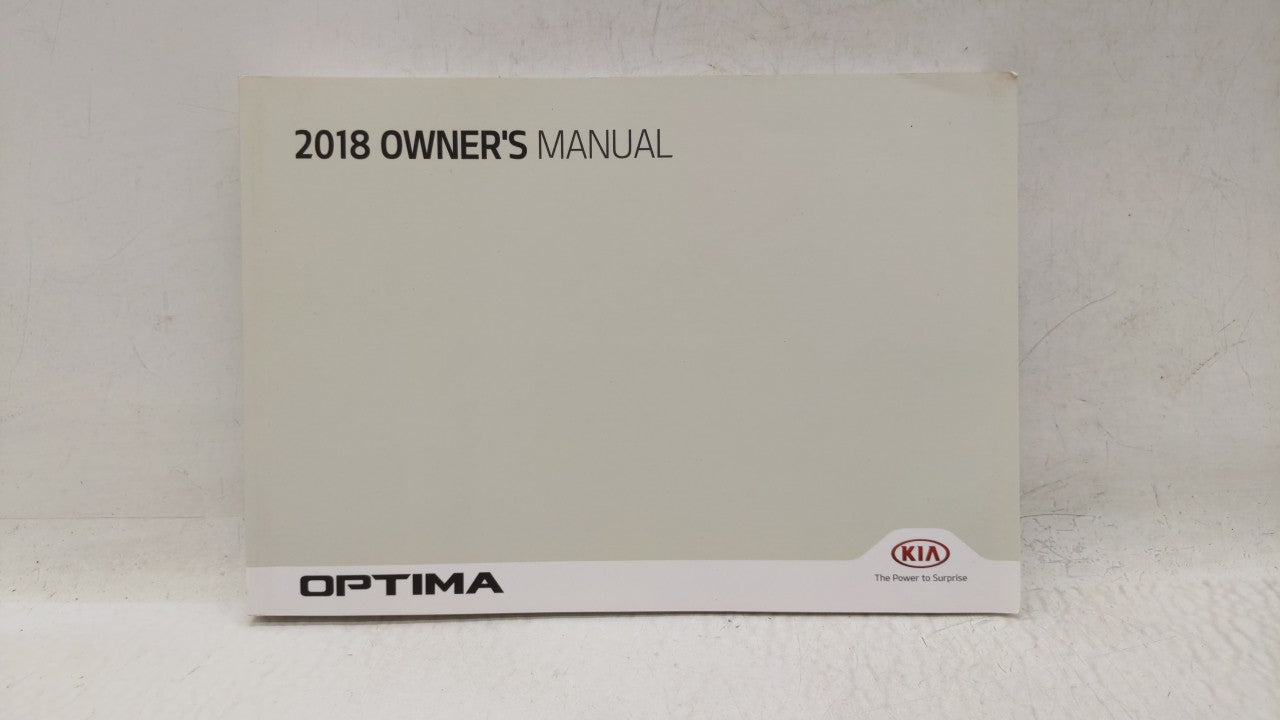 2018 OWNER'S MANUAL
OPTIMA
KIA
The Power to Surprise